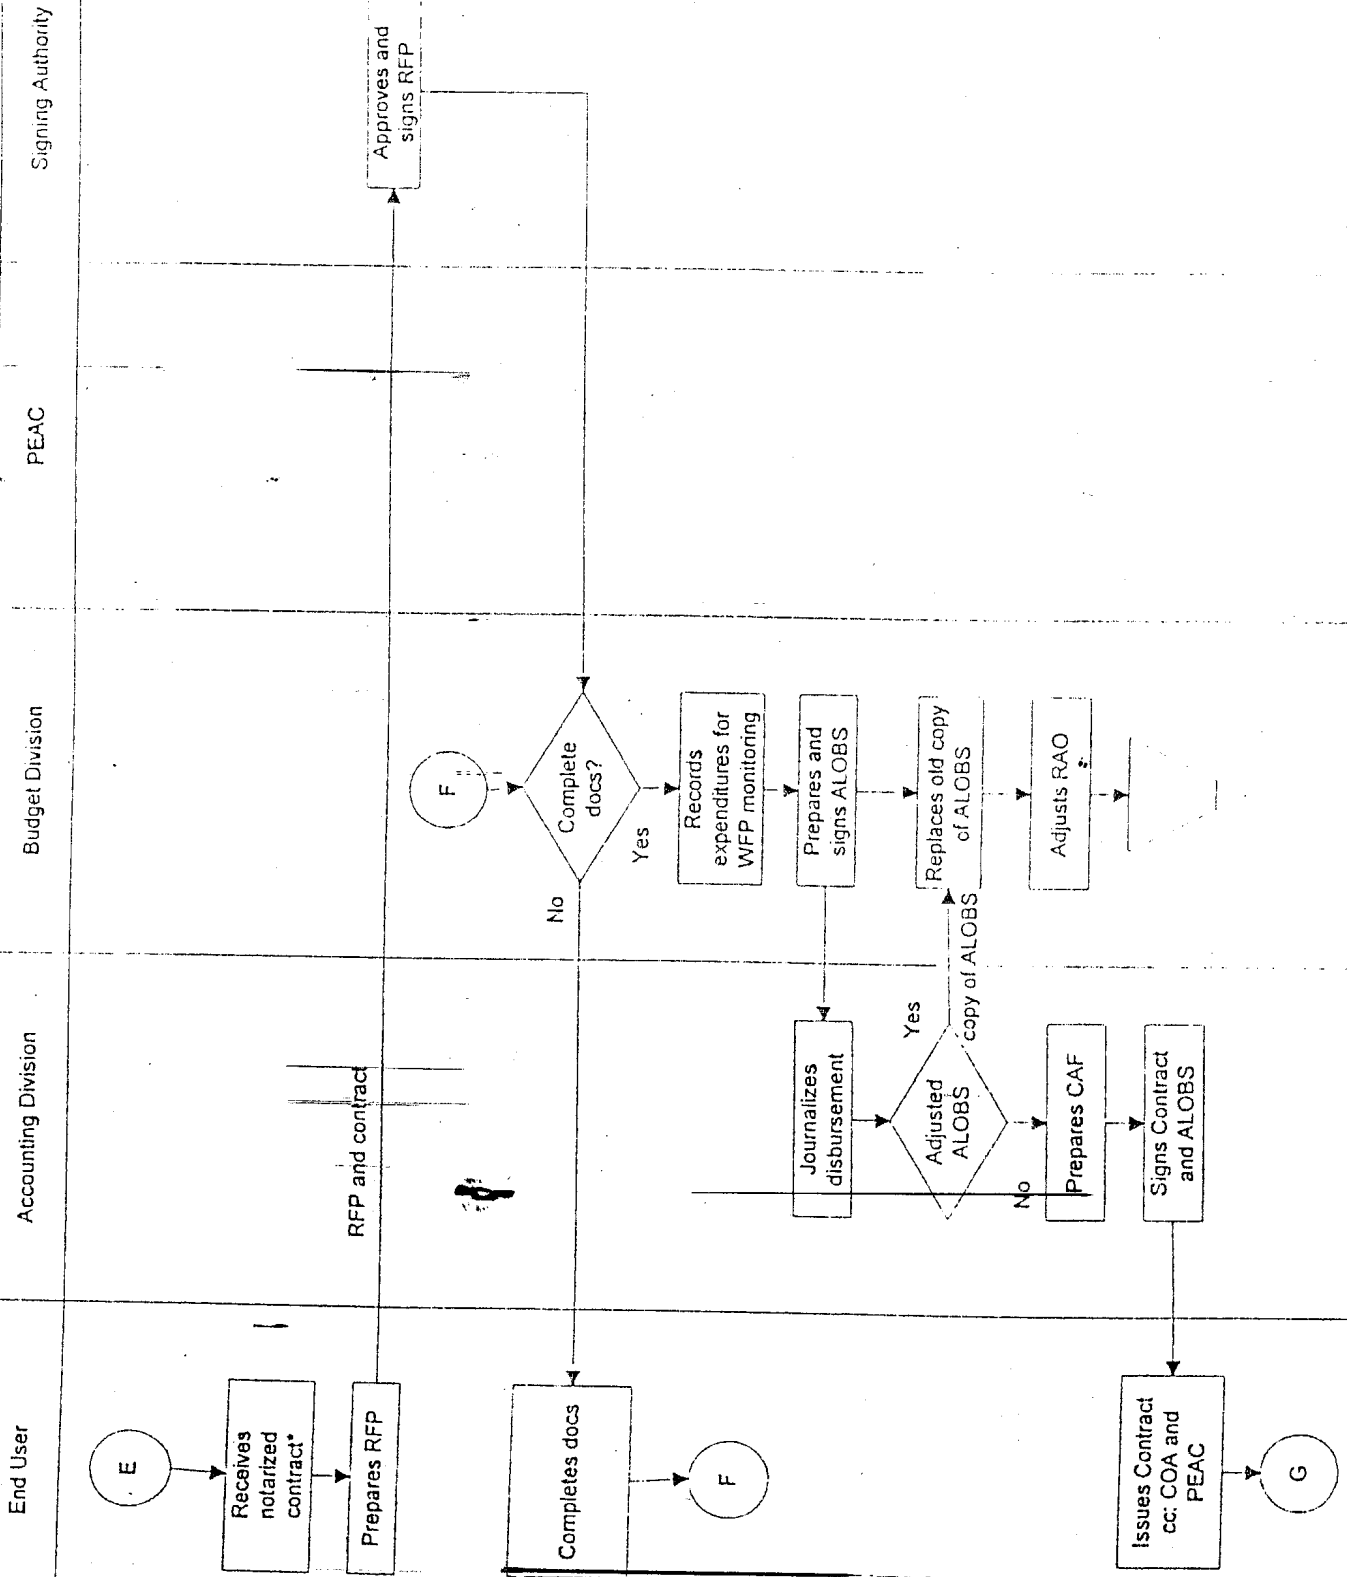 End User
Accounting Division
Budget Division
PEAC
Signing Authority
E
Receives
notarized
contract*
Prepares RFP
RFP and contract
Approves and
signs RFP
F
Complete
docs?
No
Yes
Completes docs
F
Records
expenditures for
WFP monitoring
Prepares and
signs ALOBS
Journalizes
disbursement
Adjusted
ALOBS
Yes
copy of ALOBS
Replaces old copy
of ALOBS
Adjusts RAO
No
Prepares CAF
Signs Contract
and ALOBS
Issues Contract
cc: COA and
PEAC
G